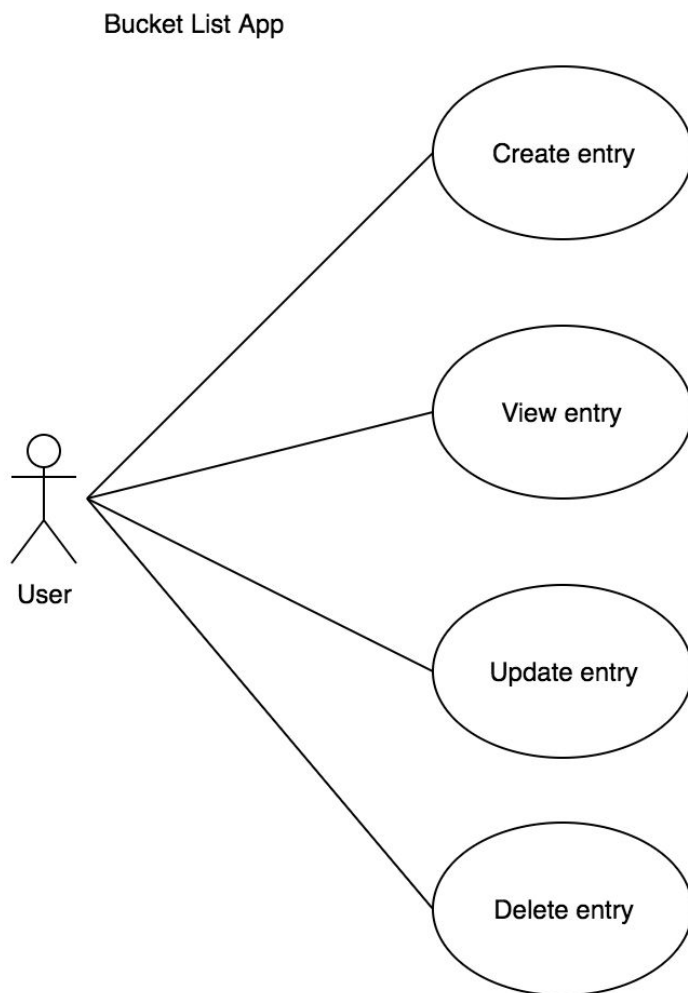 Bucket List App
Create entry
View entry
User
Update entry
Delete entry